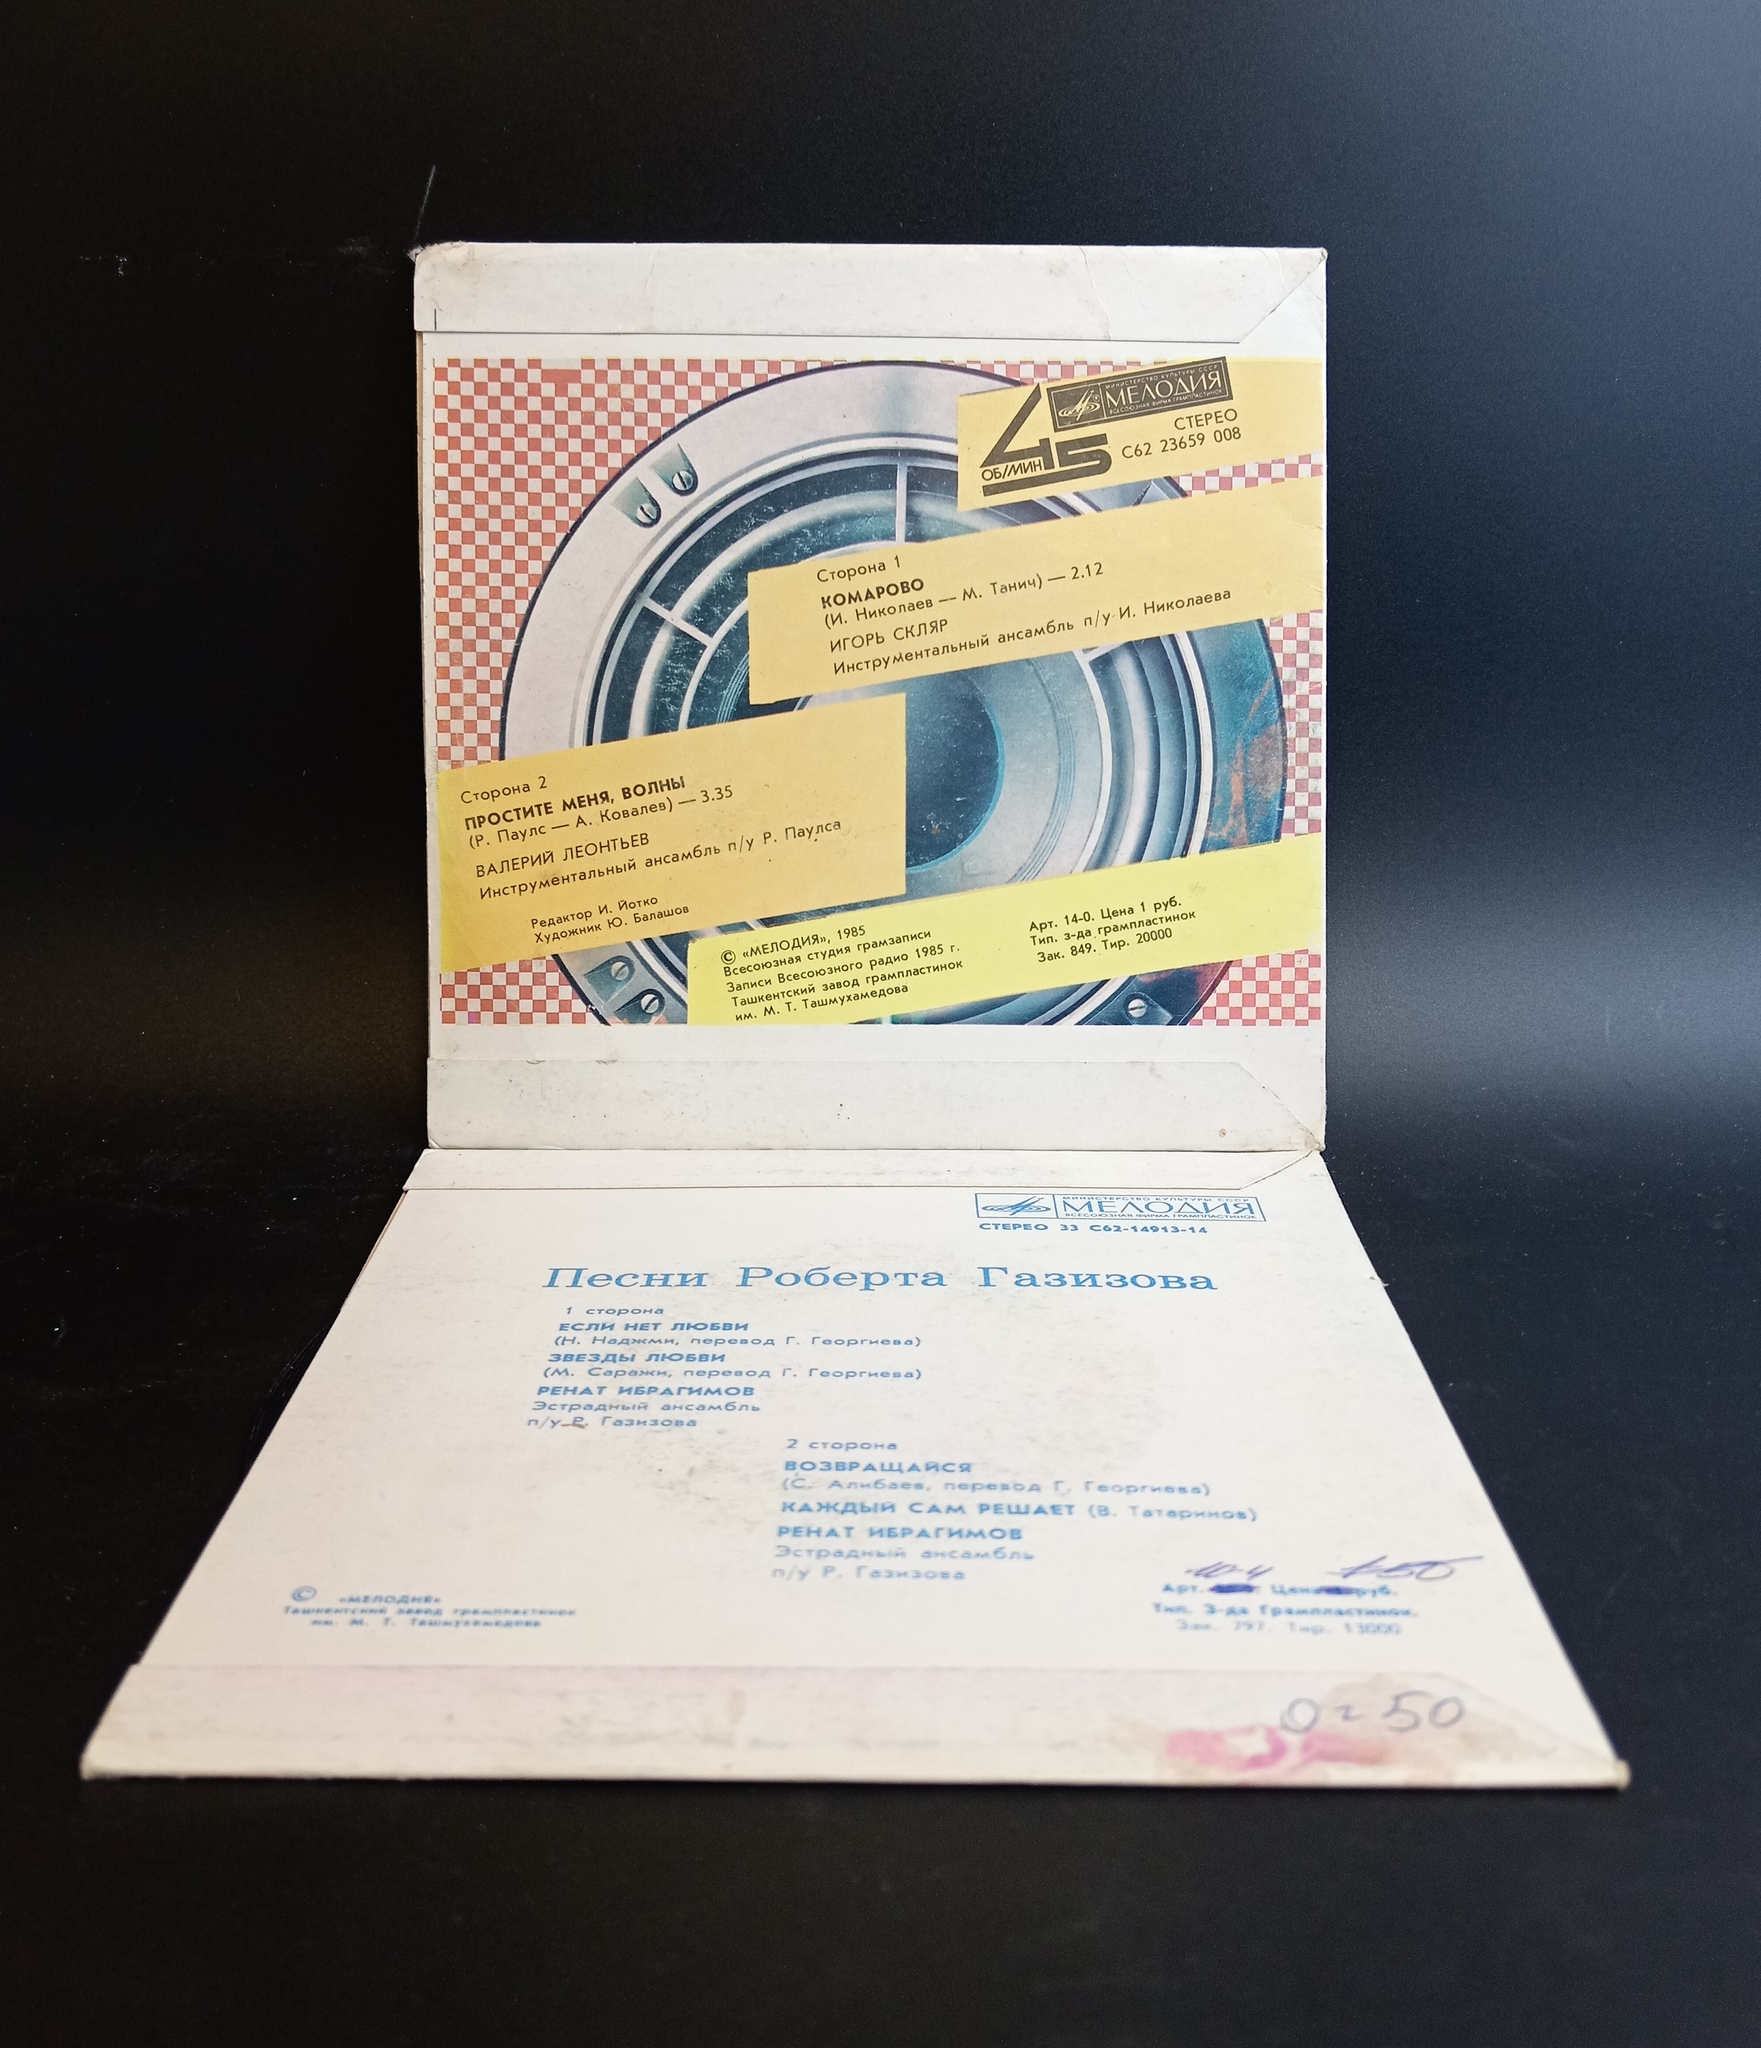 45
ОБ/МИН
МИНИСТЕРСТВО КУЛЬТУРЫ СССР
МЕЛОДИЯ
ВСЕСОЮЗНАЯ ФИРМА ГРАМПЛАСТИНОК
СТЕРЕО
С62 23659 008
Сторона 1
КОМАРОВО
(И. Николаев — М. Танич) — 2.12
ИГОРЬ СКЛЯР
Инструментальный ансамбль п/у И. Николаева
Сторона 2
ПРОСТИТЕ МЕНЯ, ВОЛНЫ
(Р. Паулс — А. Ковалев) — 3.35
ВАЛЕРИЙ ЛЕОНТЬЕВ
Инструментальный ансамбль п/у Р. Паулса
Редактор И. Йотко
Художник Ю. Балашов
© «МЕЛОДИЯ», 1985
Всесоюзная студия грамзаписи
Записи Всесоюзного радио 1985 г.
Ташкентский завод грампластинок
им. М. Т. Ташмухамедова
Арт. 14-0. Цена 1 руб.
Тип. з-да грампластинок
Зак. 849. Тир. 20000
МИНИСТЕРСТВО КУЛЬТУРЫ СССР
МЕЛОДИЯ
ВСЕСОЮЗНАЯ ФИРМА ГРАМПЛАСТИНОК
СТЕРЕО 33 С62-14913-14
Песни Роберта Газизова
1 сторона
ЕСЛИ НЕТ ЛЮБВИ
(Н. Наджми, перевод Г. Георгиева)
ЗВЕЗДЫ ЛЮБВИ
(М. Саражи, перевод Г. Георгиева)
РЕНАТ ИБРАГИМОВ
Эстрадный ансамбль
п/у Р. Газизова
2 сторона
ВОЗВРАЩАЙСЯ
(С. Алибаев, перевод Г. Георгиева)
КАЖДЫЙ САМ РЕШАЕТ (В. Татаринов)
РЕНАТ ИБРАГИМОВ
Эстрадный ансамбль
п/у Р. Газизова
© «МЕЛОДИЯ»
Ташкентский завод грампластинок
им. М. Т. Ташмухамедова
10-4
Арт. Цена руб.
Тип. З-да Грампластинок.
Зак. 797. Тир. 13000
50